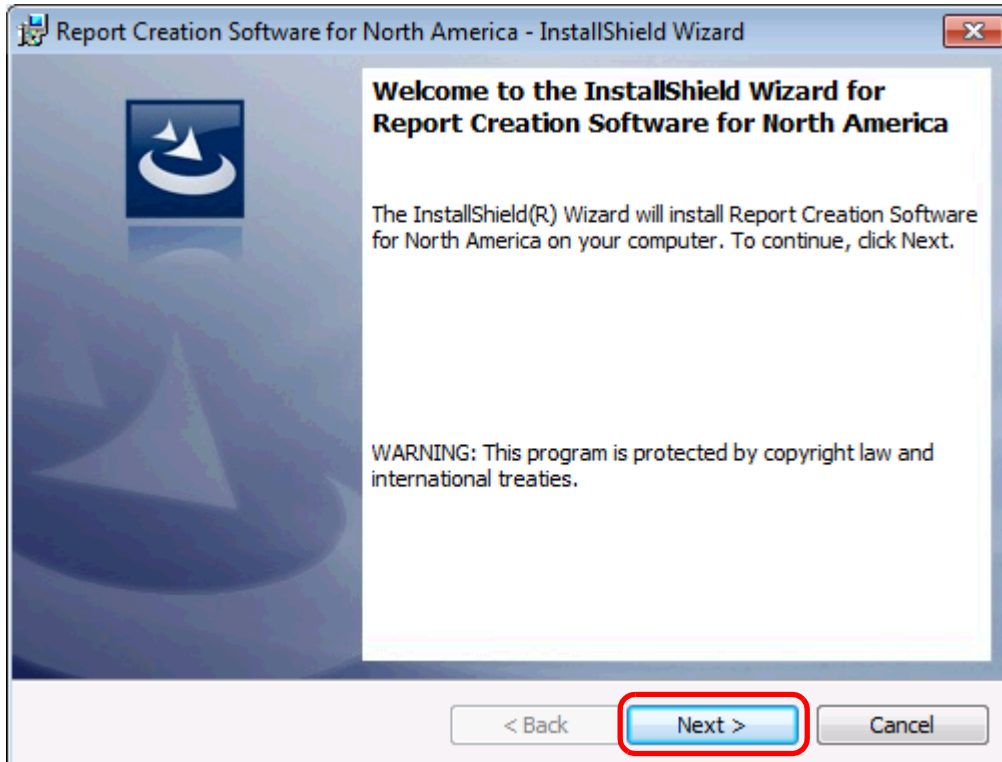 Report Creation Software for North America - InstallShield Wizard
Welcome to the InstallShield Wizard for
Report Creation Software for North America
The InstallShield(R) Wizard will install Report Creation Software
for North America on your computer. To continue, click Next.
WARNING: This program is protected by copyright law and
international treaties.
< Back
Next >
Cancel